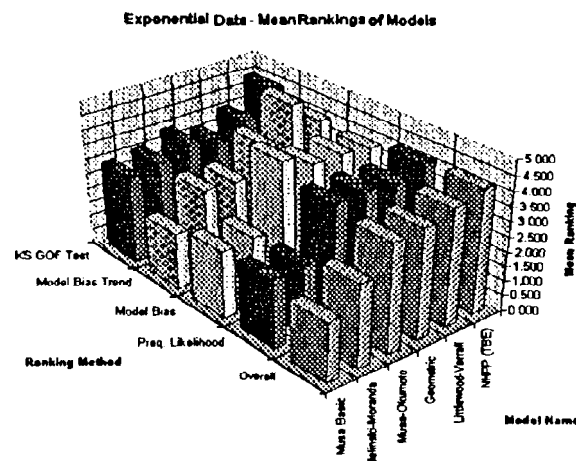 Exponential Data - Mean Rankings of Models
5.000
4.500
4.000
3.500
3.000
2.500
2.000
1.500
1.000
0.500
0.000
Mean Ranking
KS GOF Test
Model Bias Trend
Model Bias
Preq. Likelihood
Overall
Ranking Method
Musa Basic
Jelinski-Moranda
Musa-Okumoto
Geometric
Littlewood-Verrall
NHPP (TBE)
Model Name